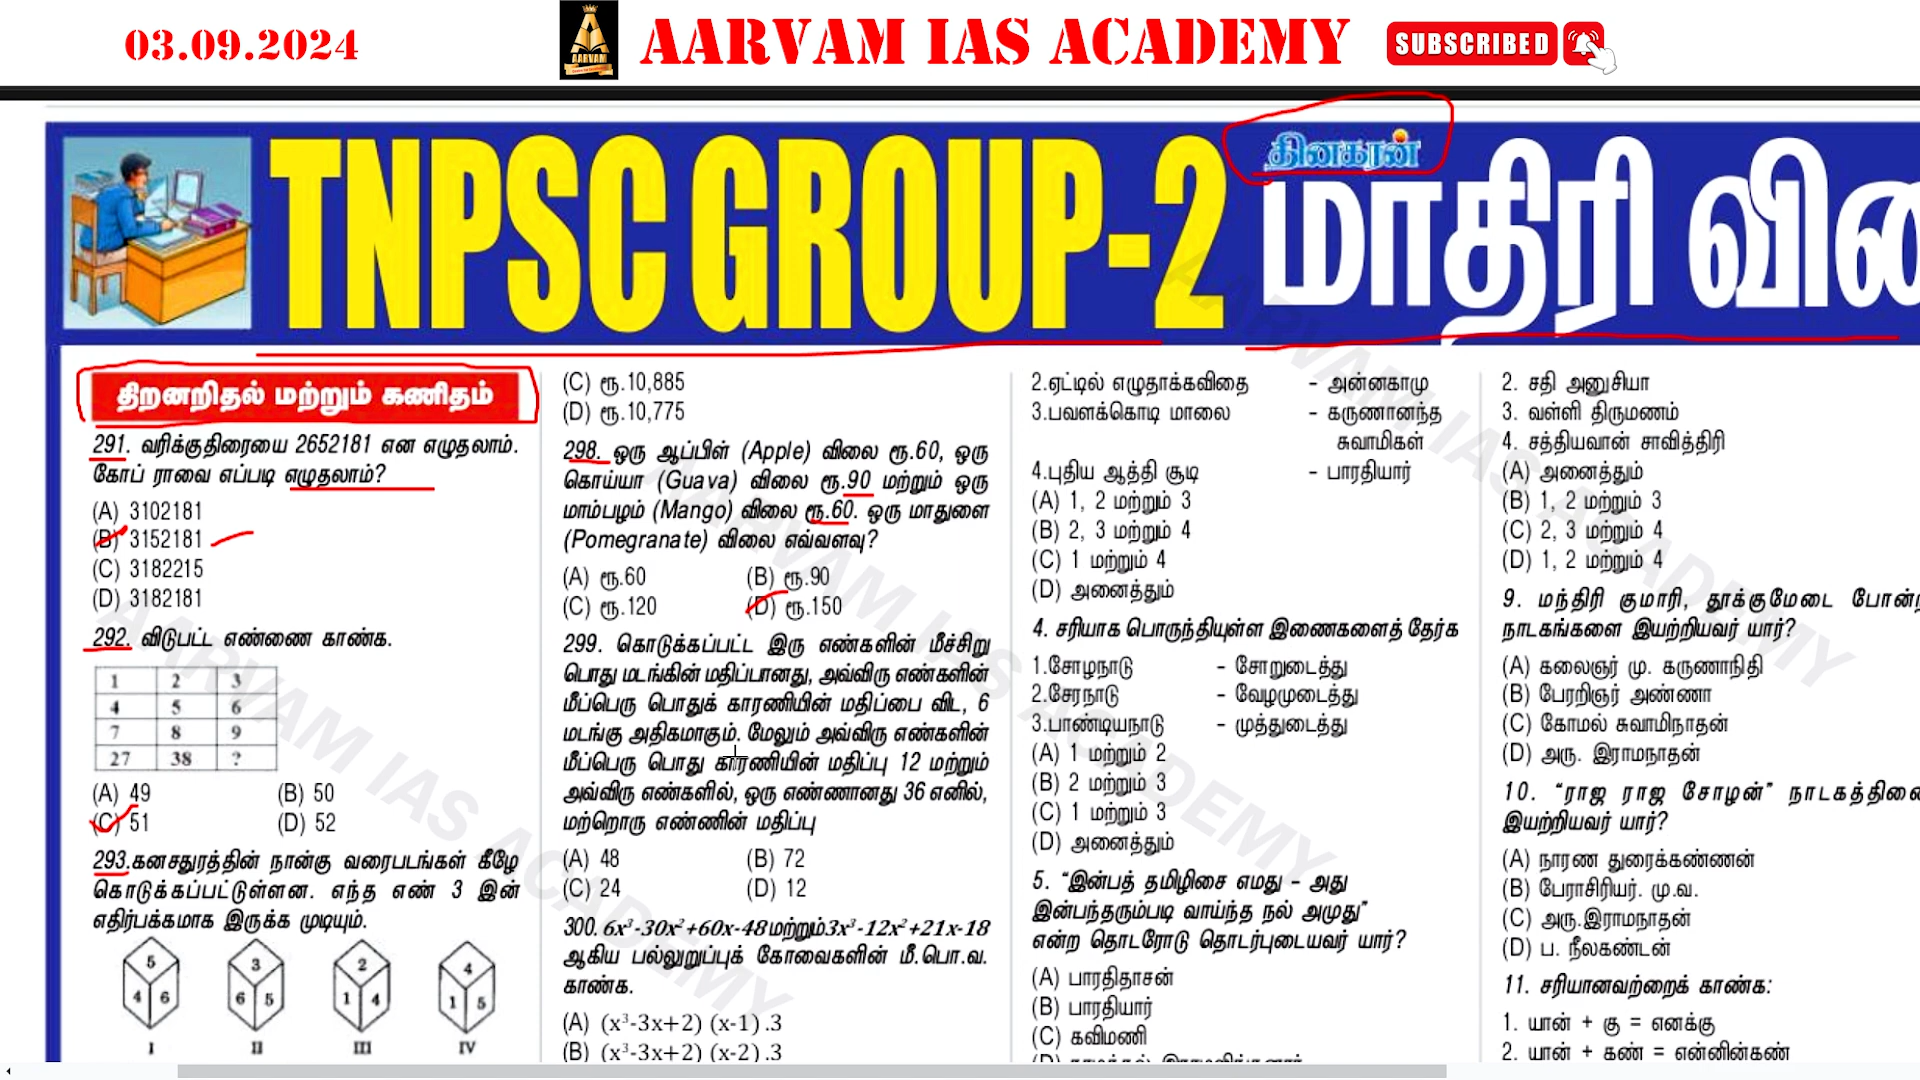 03.09.2024
AARVAM
AARVAM IAS ACADEMY
SUBSCRIBED
TNPSC GROUP-2
தினகரன்
மாதிரி
திறனறிதல் மற்றும் கணிதம்
291. வரிக்குதிரையை 2652181 என எழுதலாம்.
கோப் ராவை எப்படி எழுதலாம்?
(A) 3102181
(B) 3152181
(C) 3182215
(D) 3182181
292. விடுபட்ட எண்ணை காண்க.
1 2 3
4 5 6
7 8 9
27 38 ?
(A) 49 (B) 50
(C) 51 (D) 52
293.கனசதுரத்தின் நான்கு வரைபடங்கள் கீழே
கொடுக்கப்பட்டுள்ளன. எந்த எண் 3 இன்
எதிர்பக்கமாக இருக்க முடியும்.
5 3 2 4
4 6 6 5 1 4 1 5
I II III IV
(C) ரூ.10,885
(D) ரூ.10,775
298. ஒரு ஆப்பிள் (Apple) விலை ரூ.60, ஒரு
கொய்யா (Guava) விலை ரூ.90 மற்றும் ஒரு
மாம்பழம் (Mango) விலை ரூ.60. ஒரு மாதுளை
(Pomegranate) விலை எவ்வளவு?
(A) ரூ.60 (B) ரூ.90
(C) ரூ.120 (D) ரூ.150
299. கொடுக்கப்பட்ட இரு எண்களின் மீச்சிறு
பொது மடங்கின் மதிப்பானது, அவ்விரு எண்களின்
மீப்பெரு பொதுக் காரணியின் மதிப்பை விட, 6
மடங்கு அதிகமாகும். மேலும் அவ்விரு எண்களின்
மீப்பெரு பொது காரணியின் மதிப்பு 12 மற்றும்
அவ்விரு எண்களில், ஒரு எண்ணானது 36 எனில்,
மற்றொரு எண்ணின் மதிப்பு
(A) 48 (B) 72
(C) 24 (D) 12
300. 6x³-30x²+60x-48 மற்றும் 3x³-12x²+21x-18
ஆகிய பல்லுறுப்புக் கோவைகளின் மீ.பொ.வ.
காண்க.
(A) (x³-3x+2) (x-1) .3
(B) (x³-3x+2) (x-2) .3
2.ஏட்டில் எழுதாக்கவிதை – அன்னகாமு
3.பவளக்கொடி மாலை – கருணானந்த
சுவாமிகள்
4.புதிய ஆத்தி சூடி – பாரதியார்
(A) 1, 2 மற்றும் 3
(B) 2, 3 மற்றும் 4
(C) 1 மற்றும் 4
(D) அனைத்தும்
4. சரியாக பொருந்தியுள்ள இணைகளைத் தேர்க
1.சோழநாடு – சோறுடைத்து
2.சேரநாடு – வேழமுடைத்து
3.பாண்டியநாடு – முத்துடைத்து
(A) 1 மற்றும் 2
(B) 2 மற்றும் 3
(C) 1 மற்றும் 3
(D) அனைத்தும்
5. “இன்பத் தமிழிசை எமது – அது
இன்பந்தரும்படி வாய்ந்த நல் அமுது”
என்ற தொடரோடு தொடர்புடையவர் யார்?
(A) பாரதிதாசன்
(B) பாரதியார்
(C) கவிமணி
2. சதி அனுசியா
3. வள்ளி திருமணம்
4. சத்தியவான் சாவித்திரி
(A) அனைத்தும்
(B) 1, 2 மற்றும் 3
(C) 2, 3 மற்றும் 4
(D) 1, 2 மற்றும் 4
9. மந்திரி குமாரி, தூக்குமேடை
நாடகங்களை இயற்றியவர் யார்?
(A) கலைஞர் மு. கருணாநிதி
(B) பேரறிஞர் அண்ணா
(C) கோமல் சுவாமிநாதன்
(D) அரு. இராமநாதன்
10. “ராஜ ராஜ சோழன்”
இயற்றியவர் யார்?
(A) நாரண துரைக்கண்ணன்
(B) பேராசிரியர். மு.வ.
(C) அரு.இராமநாதன்
(D) ப. நீலகண்டன்
11. சரியானவற்றைக் காண்க:
1. யான் + கு = எனக்கு
2. யான் + கண் = என்னின்கண்